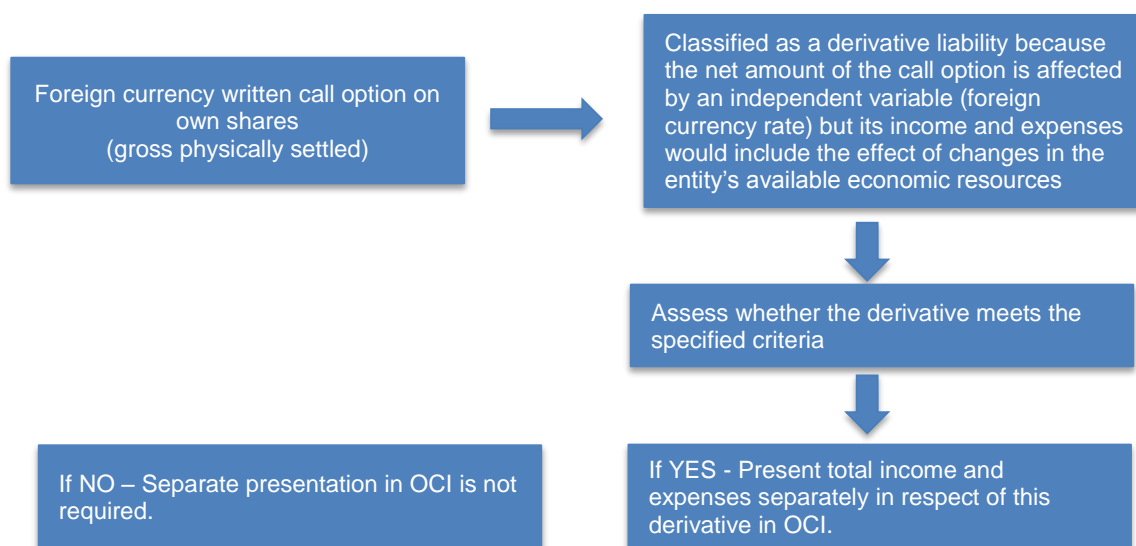 Foreign currency written call option on
own shares
(gross physically settled)
Classified as a derivative liability because
the net amount of the call option is affected
by an independent variable (foreign
currency rate) but its income and expenses
would include the effect of changes in the
entity’s available economic resources
Assess whether the derivative meets the
specified criteria
If NO – Separate presentation in OCI is not
required.
If YES - Present total income and
expenses separately in respect of this
derivative in OCI.